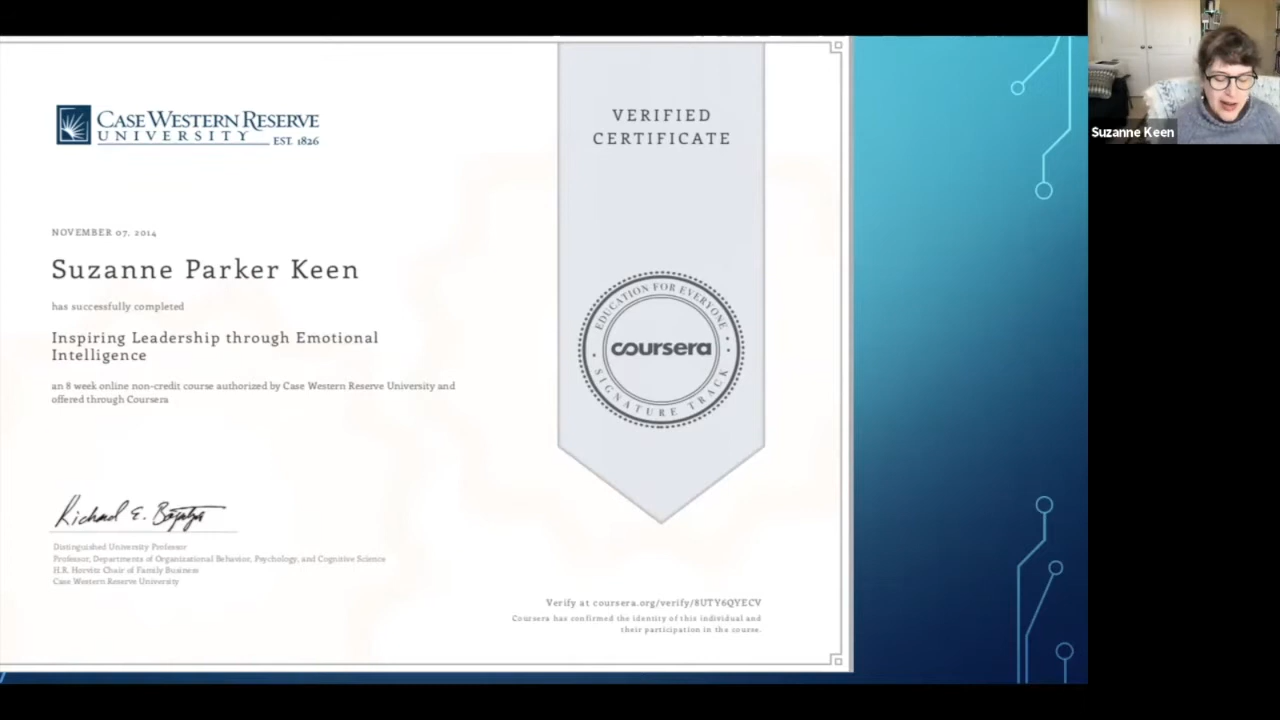 CASE WESTERN RESERVE
UNIVERSITY
EST. 1826
VERIFIED
CERTIFICATE
NOVEMBER 07, 2014
Suzanne Parker Keen
has successfully completed
Inspiring Leadership through Emotional
Intelligence
an 8 week online non-credit course authorized by Case Western Reserve University and
offered through Coursera
EDUCATION FOR EVERYONE
coursera
SIGNATURE TRACK
Richard E. Boyatzis
Distinguished University Professor
Professor, Departments of Organizational Behavior, Psychology, and Cognitive Science
H.R. Horvitz Chair of Family Business
Case Western Reserve University
Verify at coursera.org/verify/8UTY6QYECV
Coursera has confirmed the identity of this individual and
their participation in the course.
Suzanne Keen